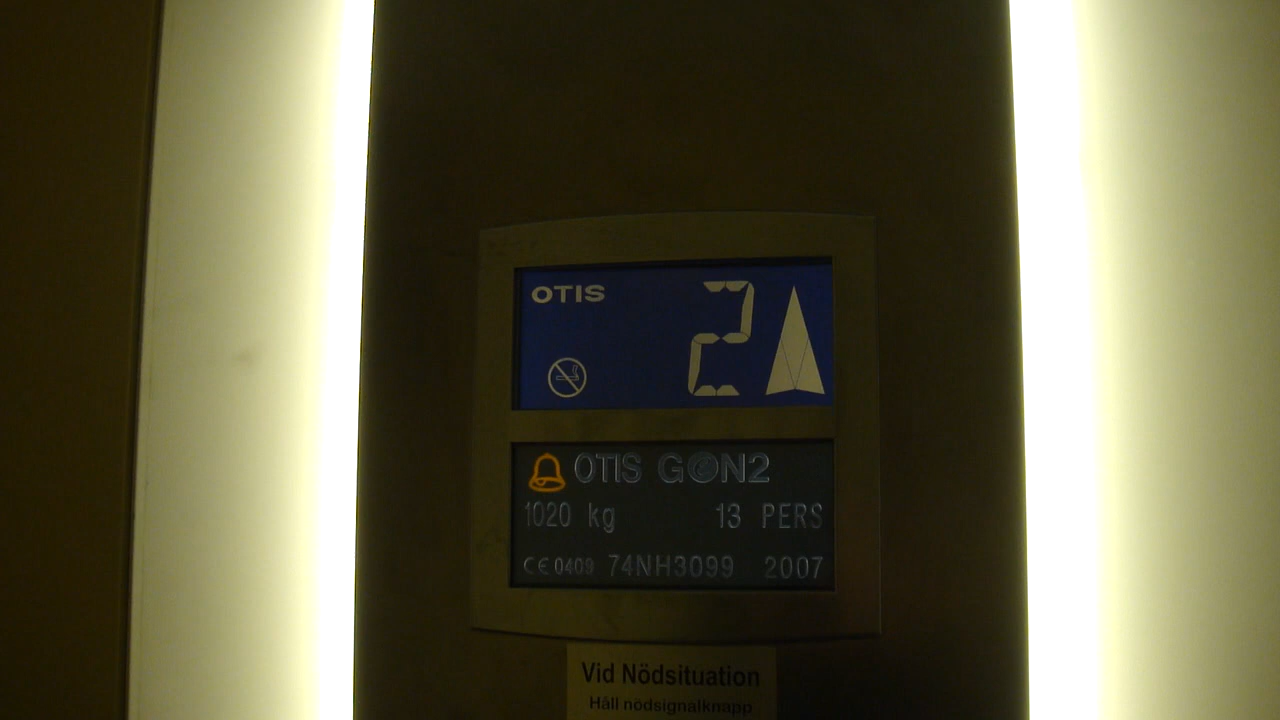 OTIS
2
OTIS GEN2
1020 kg 13 PERS
CE 0409 74NH3099 2007
Vid Nödsituation
Håll nödsignalknapp